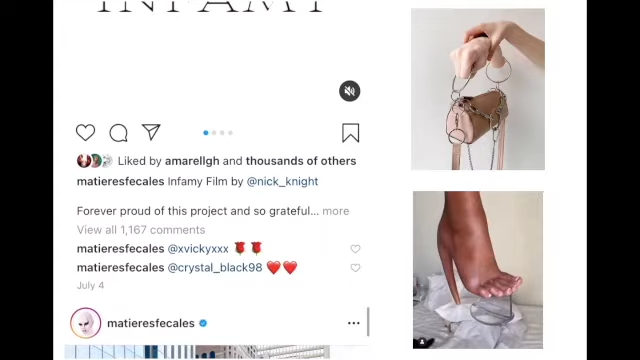 INFAMY
Liked by amarellgh and thousands of others
matieresfecales Infamy Film by @nick_knight
Forever proud of this project and so grateful... more
View all 1,167 comments
matieresfecales @xvickyxxx 🌹🌹
matieresfecales @crystal_black98 ❤️❤️
July 4
matieresfecales